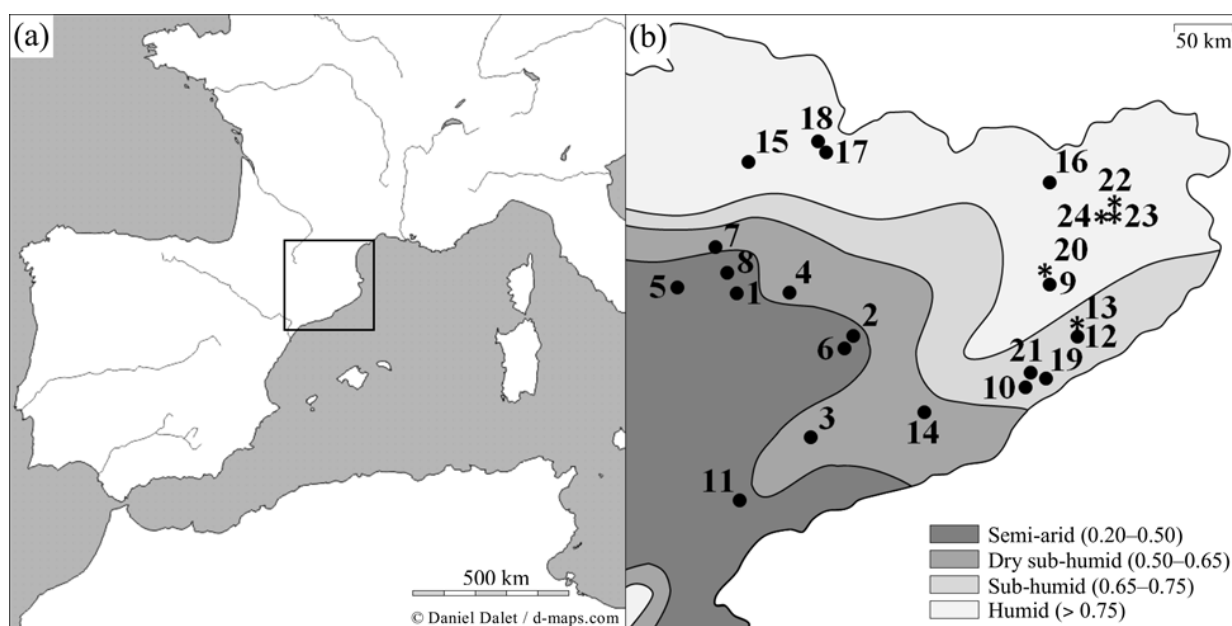 (a)
500 km
© Daniel Dalet / d-maps.com
(b)
50 km
18
15
17
16
22
24 ** 23
20
*
9
7
8
5
1
4
2
6
13
*
12
21
19
10
3
14
11
Semi-arid (0.20–0.50)
Dry sub-humid (0.50–0.65)
Sub-humid (0.65–0.75)
Humid (> 0.75)